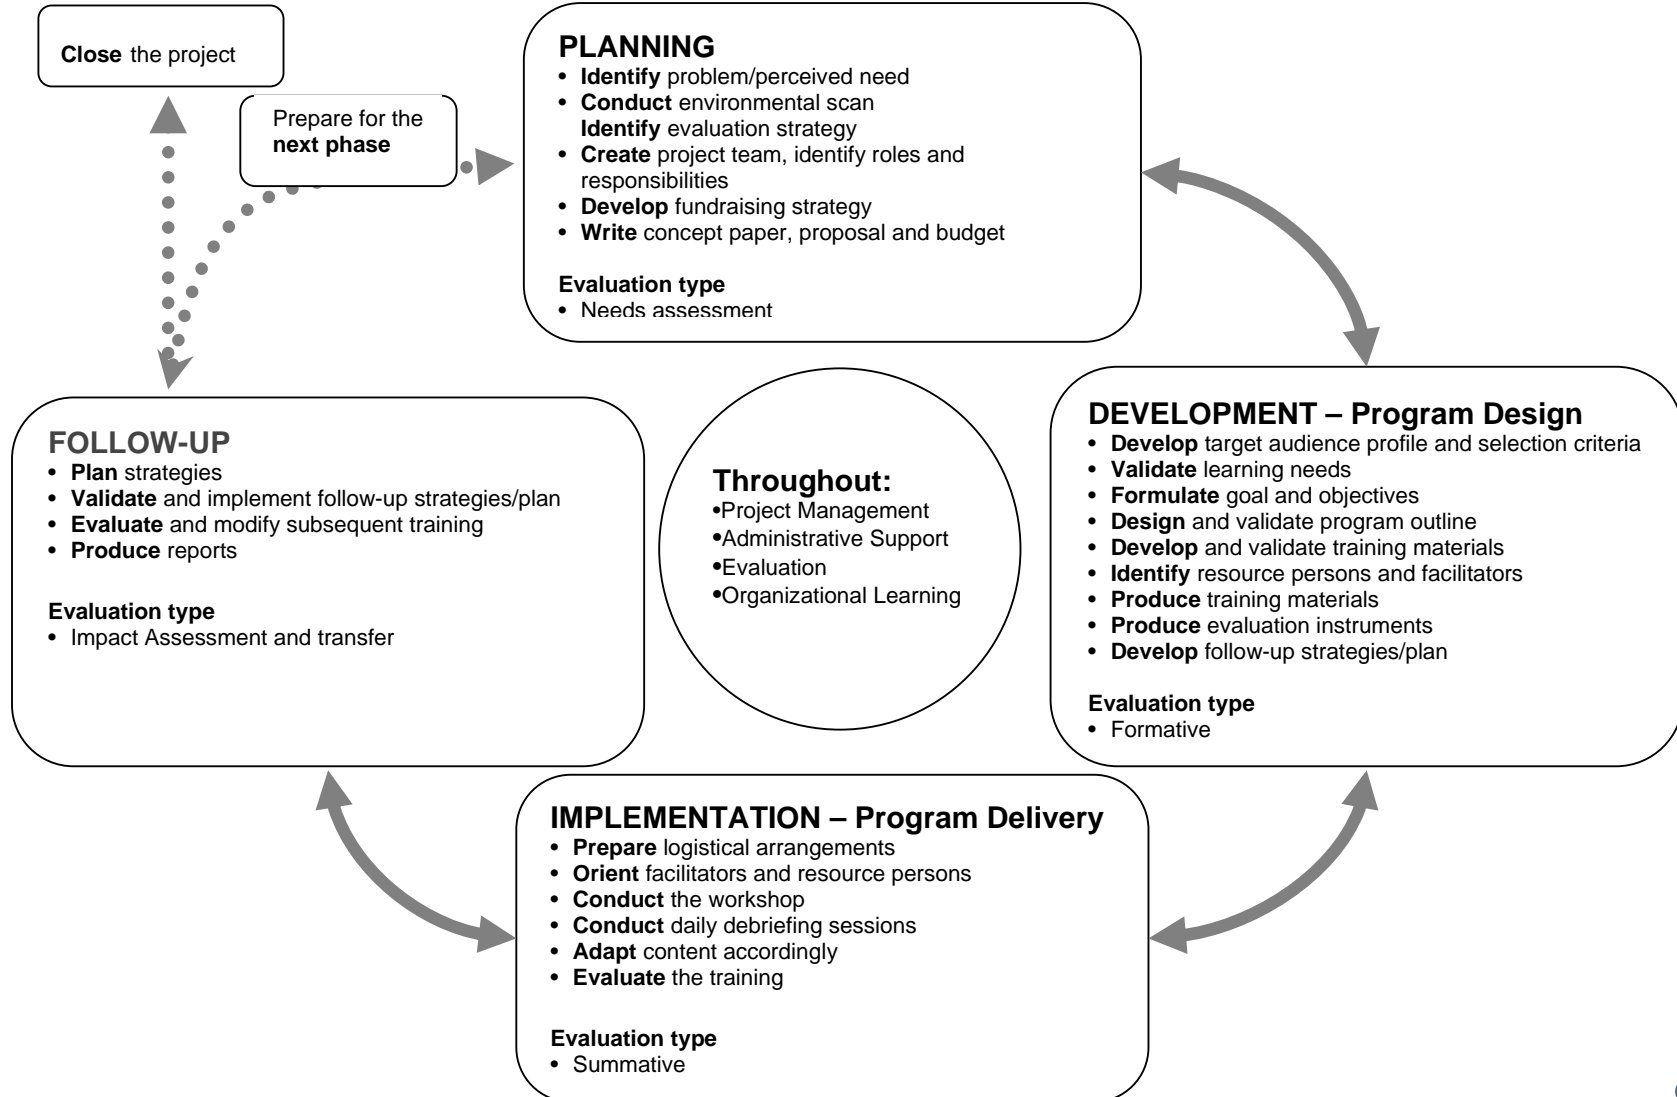 Close the project
Prepare for the
next phase
PLANNING
• Identify problem/perceived need
• Conduct environmental scan
Identify evaluation strategy
• Create project team, identify roles and
responsibilities
• Develop fundraising strategy
• Write concept paper, proposal and budget
Evaluation type
• Needs assessment
FOLLOW-UP
• Plan strategies
• Validate and implement follow-up strategies/plan
• Evaluate and modify subsequent training
• Produce reports
Evaluation type
• Impact Assessment and transfer
Throughout:
•Project Management
•Administrative Support
•Evaluation
•Organizational Learning
DEVELOPMENT – Program Design
• Develop target audience profile and selection criteria
• Validate learning needs
• Formulate goal and objectives
• Design and validate program outline
• Develop and validate training materials
• Identify resource persons and facilitators
• Produce training materials
• Produce evaluation instruments
• Develop follow-up strategies/plan
Evaluation type
• Formative
IMPLEMENTATION – Program Delivery
• Prepare logistical arrangements
• Orient facilitators and resource persons
• Conduct the workshop
• Conduct daily debriefing sessions
• Adapt content accordingly
• Evaluate the training
Evaluation type
• Summative